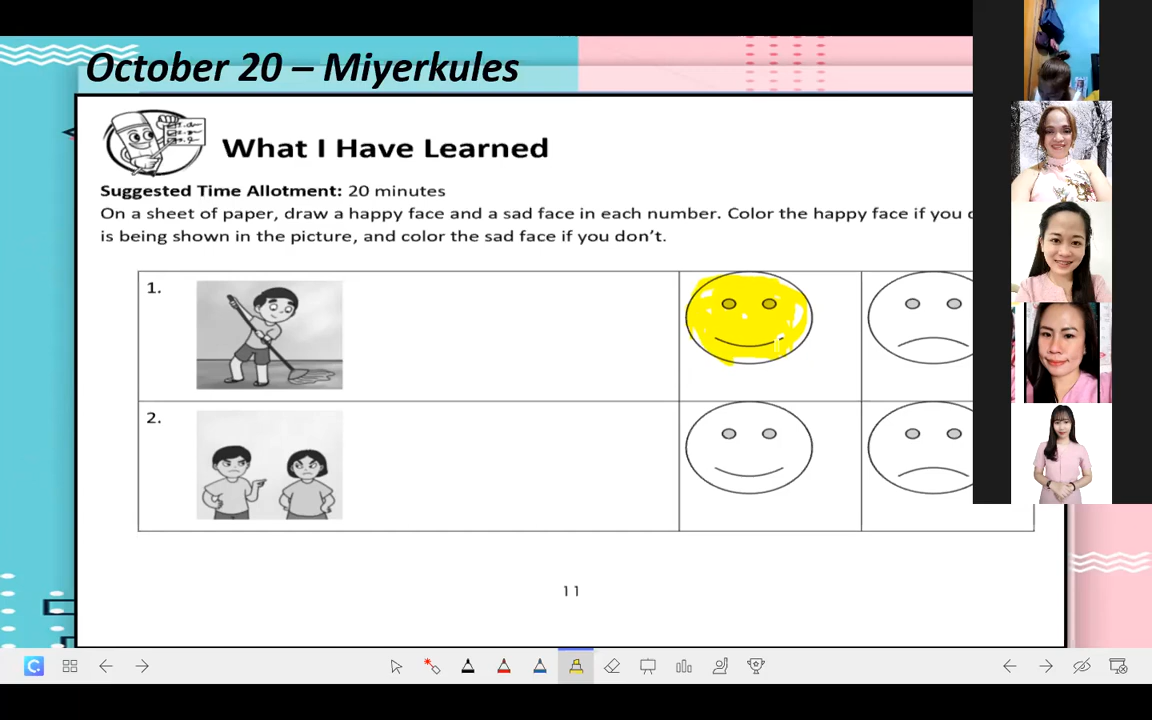 October 20 – Miyerkules
What I Have Learned
Suggested Time Allotment: 20 minutes
On a sheet of paper, draw a happy face and a sad face in each number. Color the happy face if you
is being shown in the picture, and color the sad face if you don’t.
1.
2.
11